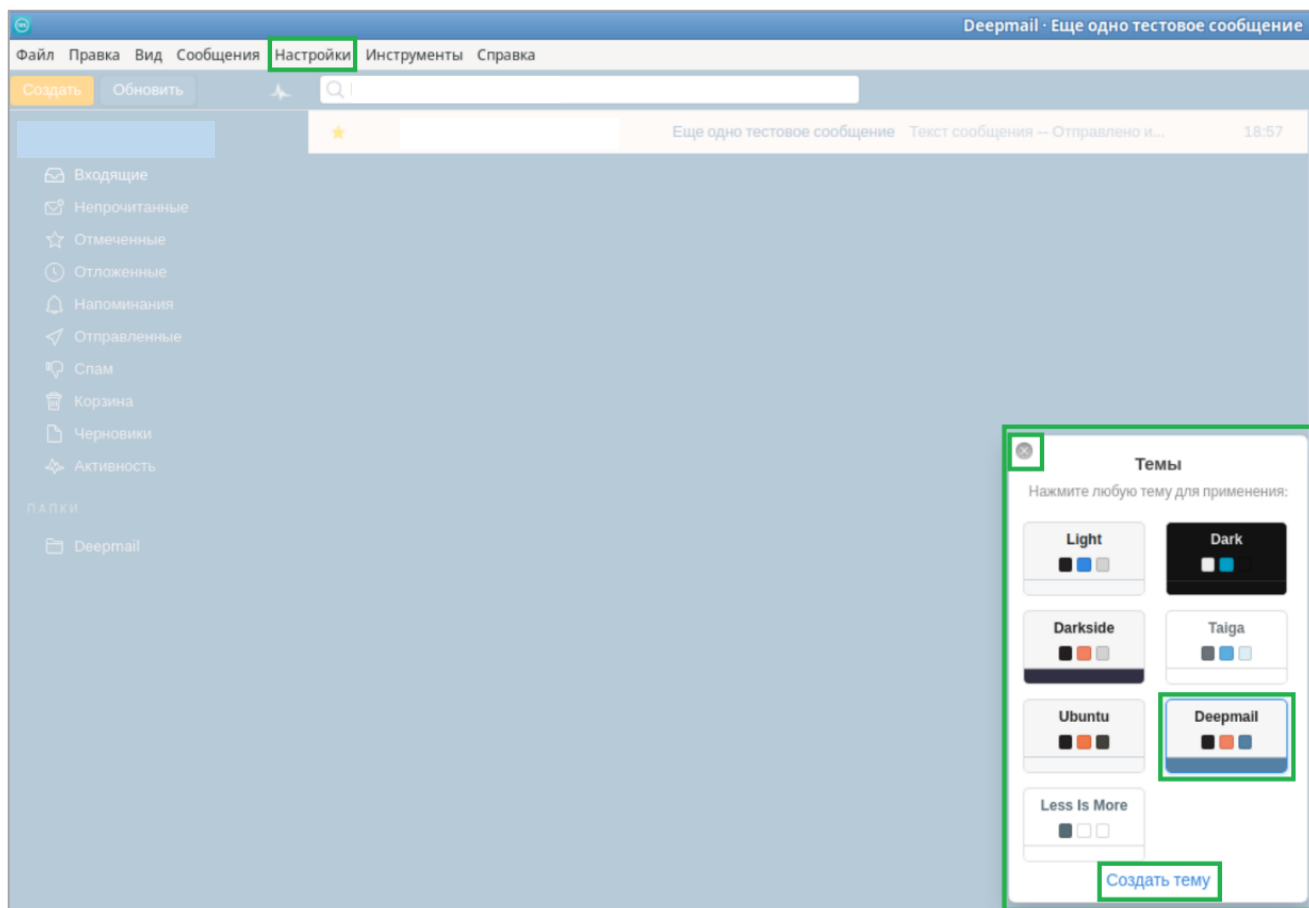 Deepmail · Еще одно тестовое сообщение
Файл Правка Вид Сообщения Настройки Инструменты Справка
Создать Обновить
Еще одно тестовое сообщение Текст сообщения -- Отправлено и... 18:57
Входящие
Непрочитанные
Отмеченные
Отложенные
Напоминания
Отправленные
Спам
Корзина
Черновики
Активность
ПАПКИ
Deepmail
Темы
Нажмите любую тему для применения:
Light Dark
Darkside Taiga
Ubuntu Deepmail
Less Is More
Создать тему